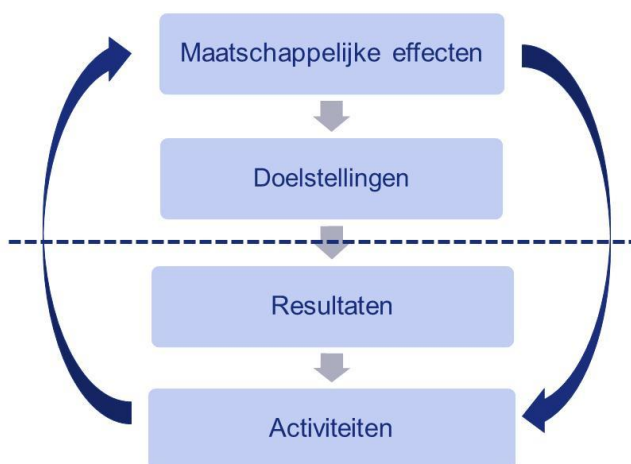 Maatschappelijke effecten
Doelstellingen
Resultaten
Activiteiten